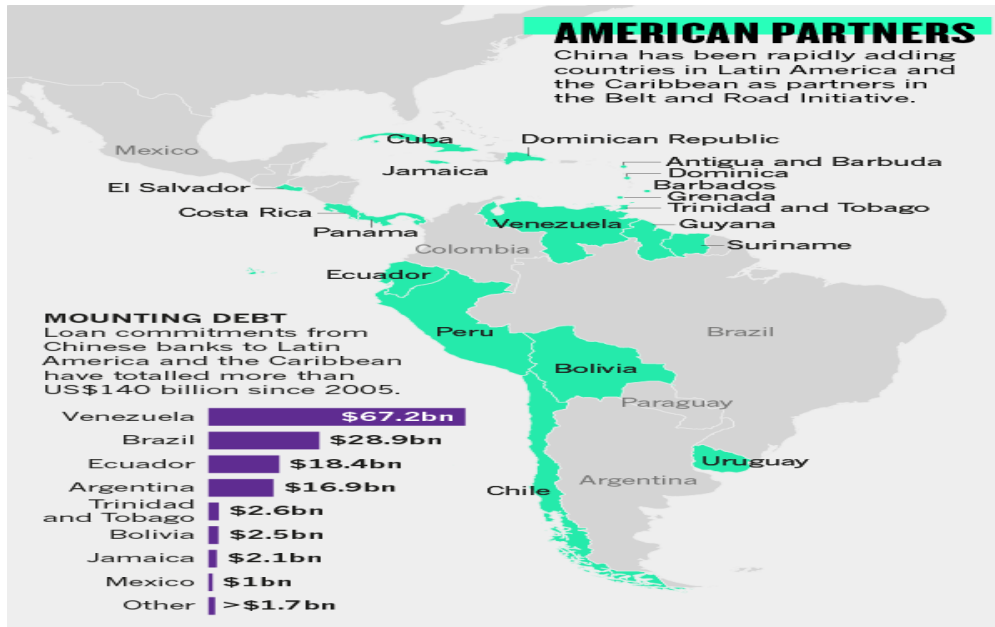 AMERICAN PARTNERS
China has been rapidly adding
countries in Latin America and
the Caribbean as partners in
the Belt and Road Initiative.
Mexico
Cuba
Dominican Republic
Jamaica
Antigua and Barbuda
Dominica
El Salvador
Barbados
Grenada
Costa Rica
Trinidad and Tobago
Panama
Venezuela
Guyana
Colombia
Suriname
Ecuador
Peru
Brazil
Bolivia
Paraguay
Uruguay
Argentina
Chile
MOUNTING DEBT
Loan commitments from
Chinese banks to Latin
America and the Caribbean
have totalled more than
US$140 billion since 2005.
Venezuela $67.2bn
Brazil $28.9bn
Ecuador $18.4bn
Argentina $16.9bn
Trinidad
and Tobago $2.6bn
Bolivia $2.5bn
Jamaica $2.1bn
Mexico $1bn
Other >$1.7bn